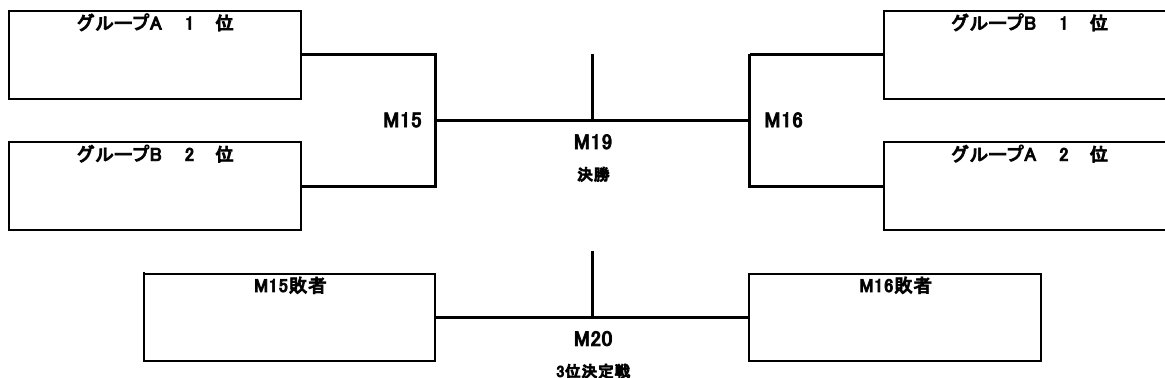 グループA　1　位
グループB　1　位
M15
M16
M19
決勝
グループB　2　位
グループA　2　位
M15敗者
M16敗者
M20
3位決定戦